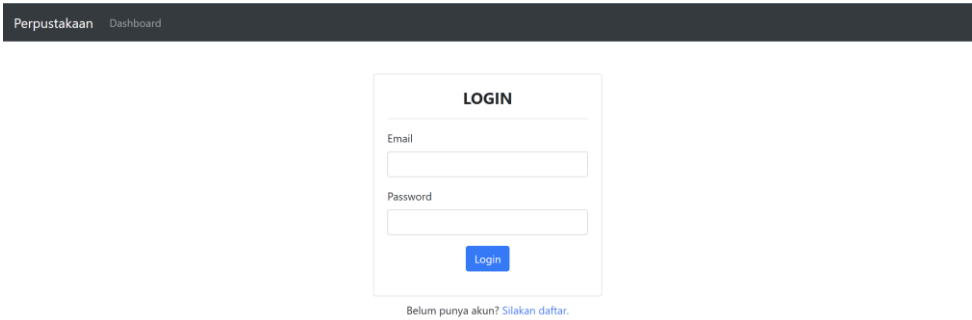 Perpustakaan Dashboard
LOGIN
Email
Password
Login
Belum punya akun? Silakan daftar.